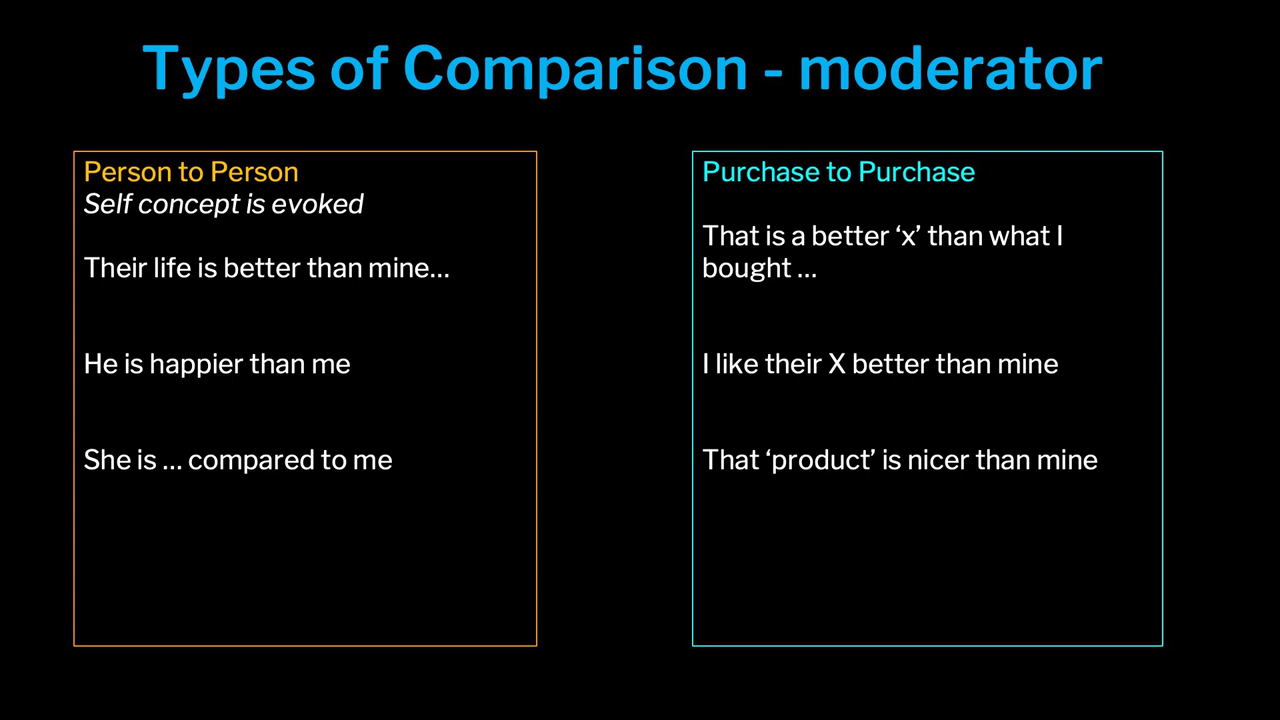 Types of Comparison - moderator
Person to Person
Self concept is evoked
Their life is better than mine...
He is happier than me
She is ... compared to me
Purchase to Purchase
That is a better ‘x’ than what I
bought ...
I like their X better than mine
That ‘product’ is nicer than mine